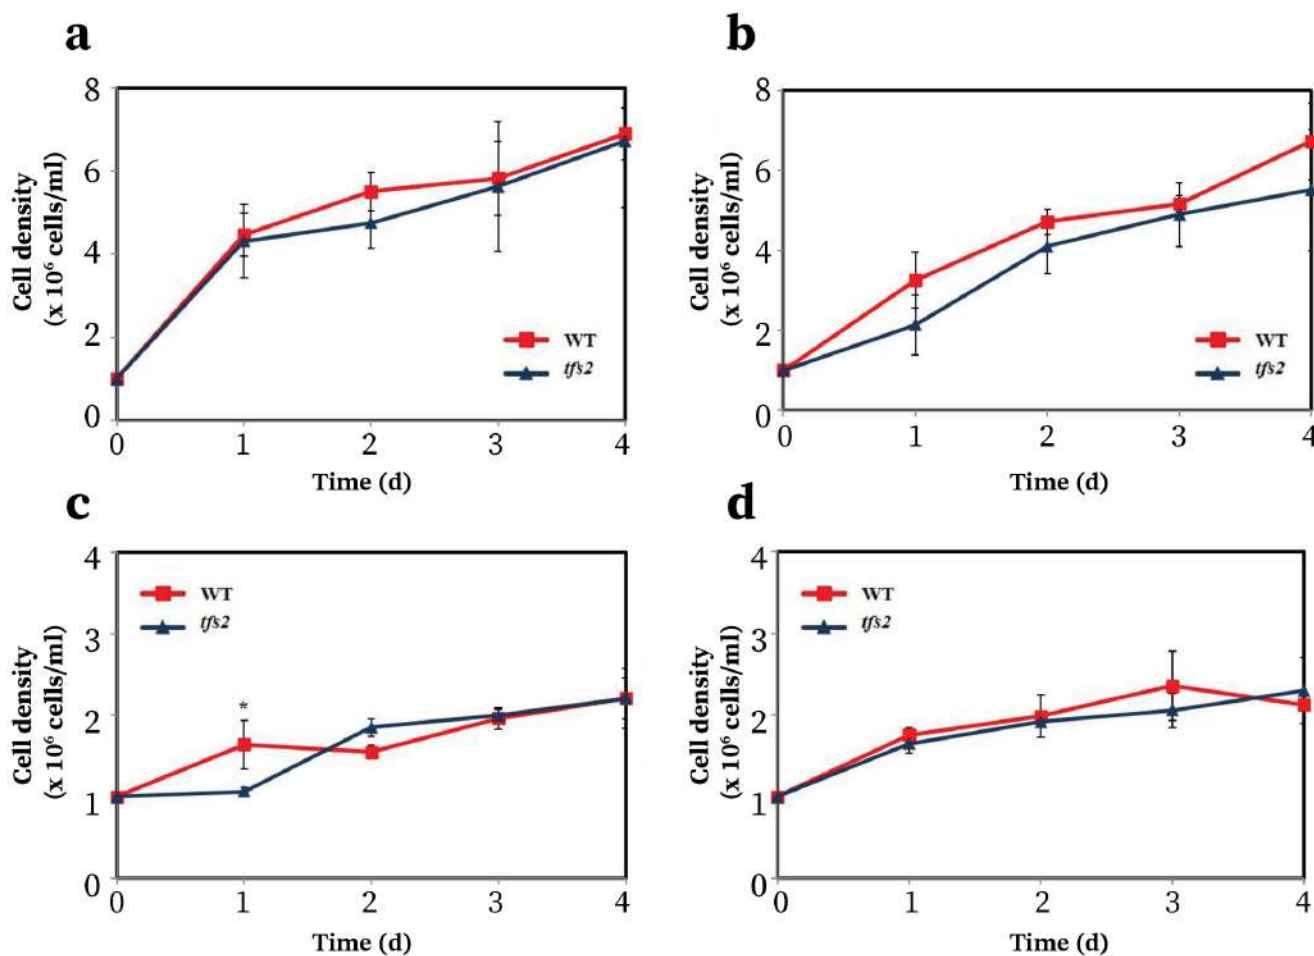 a
8
6
4
2
0
Cell density
(x 10⁶ cells/ml)
WT
tfs2
0 1 2 3 4
Time (d)
b
8
6
4
2
0
Cell density
(x 10⁶ cells/ml)
WT
tfs2
0 1 2 3 4
Time (d)
c
4
3
2
1
0
Cell density
(x 10⁶ cells/ml)
WT
tfs2
*
0 1 2 3 4
Time (d)
d
4
3
2
1
0
Cell density
(x 10⁶ cells/ml)
WT
tfs2
0 1 2 3 4
Time (d)